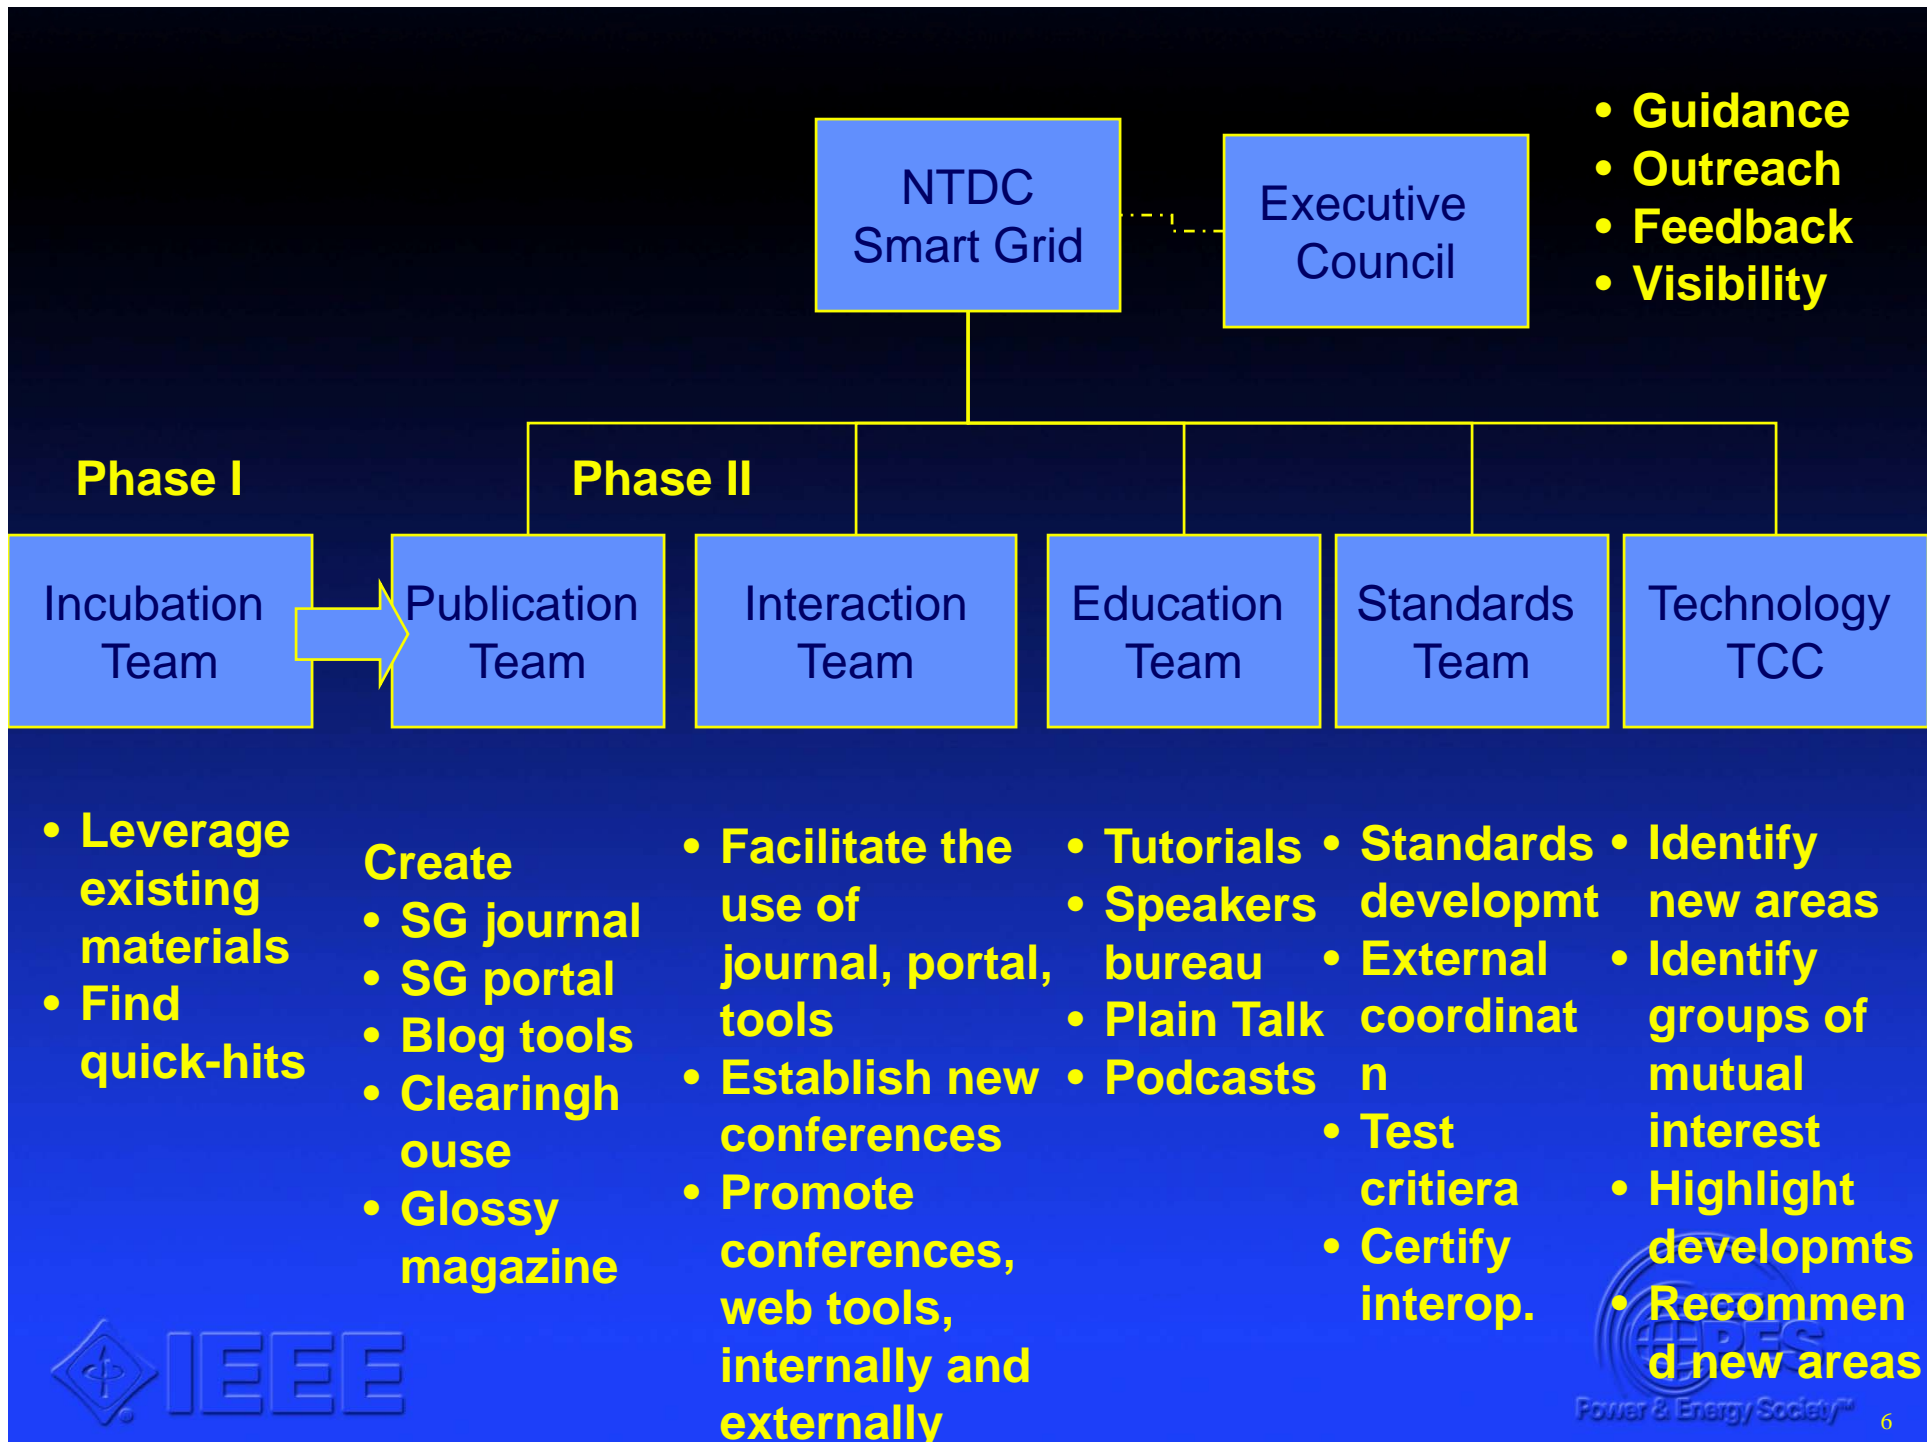 NTDC
Smart Grid
Executive
Council
• Guidance
• Outreach
• Feedback
• Visibility
Phase I
Phase II
Incubation
Team
Publication
Team
Interaction
Team
Education
Team
Standards
Team
Technology
TCC
• Leverage
existing
materials
• Find
quick-hits
Create
• SG journal
• SG portal
• Blog tools
• Clearingh
ouse
• Glossy
magazine
• Facilitate the
use of
journal, portal,
tools
• Establish new
conferences
• Promote
conferences,
web tools,
internally and
externally
• Tutorials
• Speakers
bureau
• Plain Talk
• Podcasts
• Standards
developmt
• External
coordinat
n
• Test
critiera
• Certify
interop.
• Identify
new areas
• Identify
groups of
mutual
interest
• Highlight
developmts
• Recommen
d new areas
IEEE
PES
Power & Energy Society™
6